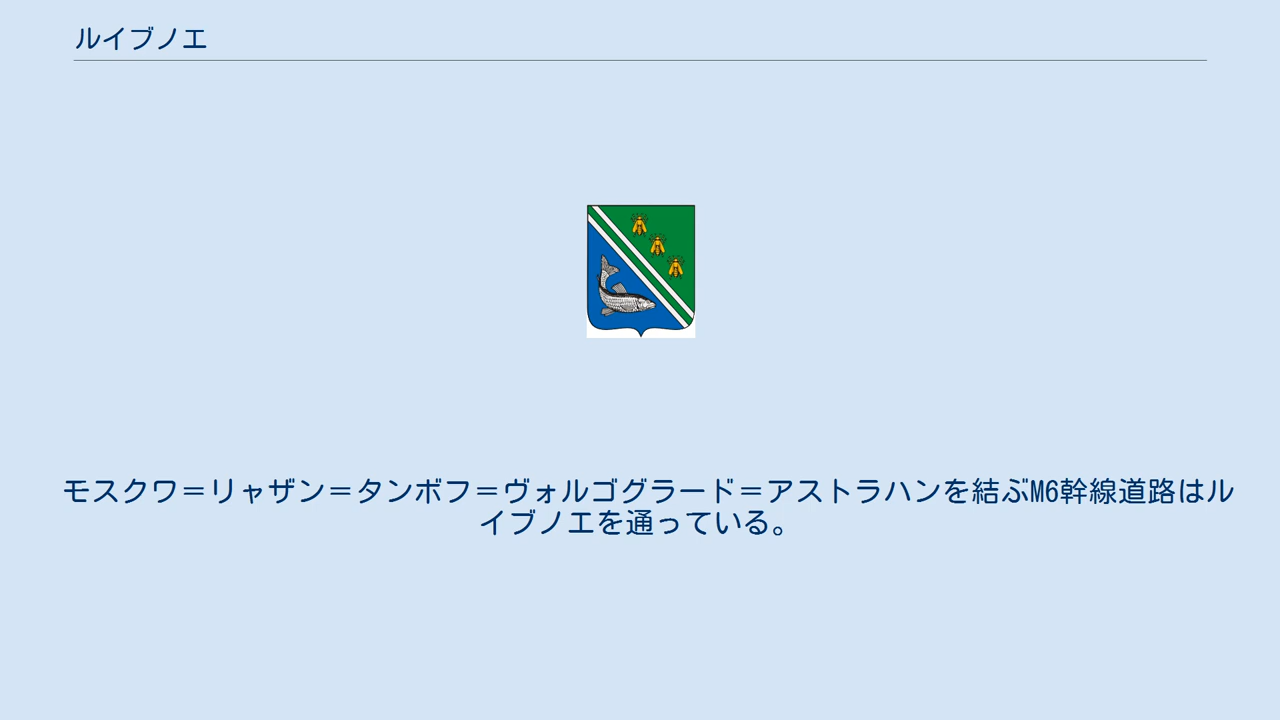 ルイブノエ
モスクワ＝リャザン＝タンボフ＝ヴォルゴグラード＝アストラハンを結ぶM6幹線道路はル
イブノエを通っている。